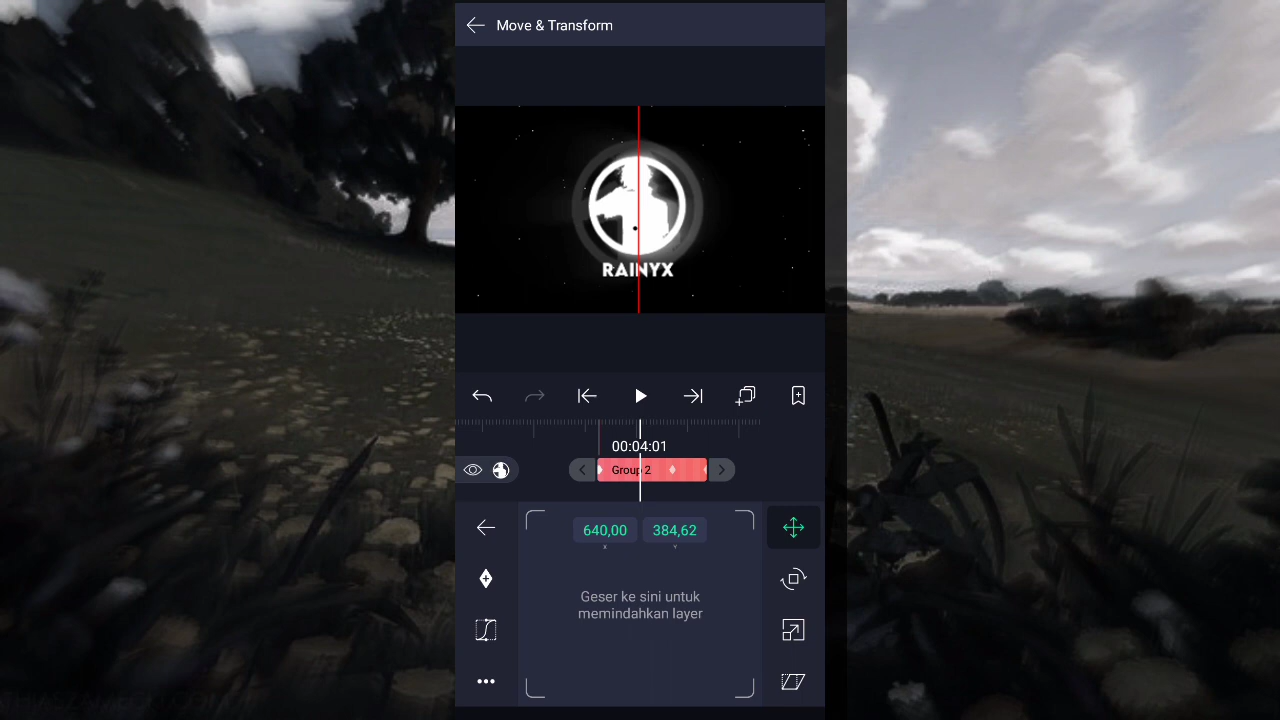 Move & Transform
RAINYX
00:04:01
Group 2
640,00
384,62
X
Y
Geser ke sini untuk
memindahkan layer